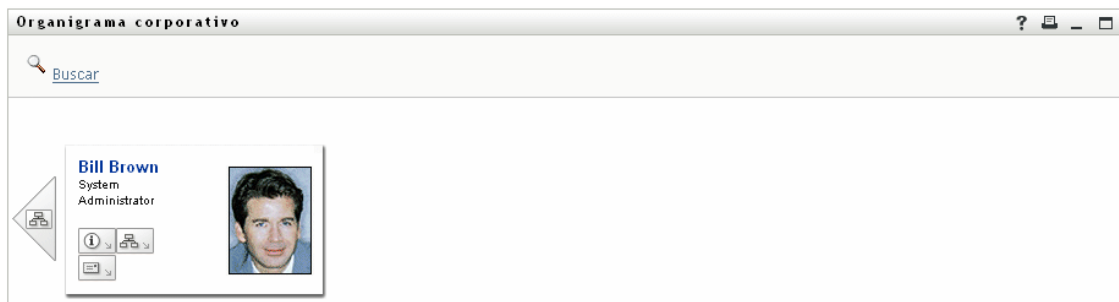 Organigrama corporativo
Buscar
Bill Brown
System
Administrator